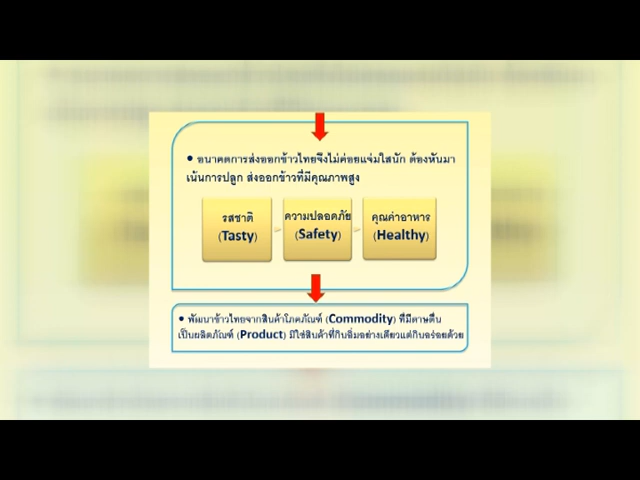 • อนาคตการส่งออกข้าวไทยจึงไม่ค่อยแจ่มใสนัก ต้องหันมา
เน้นการปลูก ส่งออกข้าวที่มีคุณภาพสูง
รสชาติ
(Tasty)
ความปลอดภัย
(Safety)
คุณค่าอาหาร
(Healthy)
• พัฒนาข้าวไทยจากสินค้าโภคภัณฑ์ (Commodity) ที่มีดาษดื่น
เป็นผลิตภัณฑ์ (Product) มิใช่สินค้าที่กินอิ่มอย่างเดียวแต่กินอร่อยด้วย